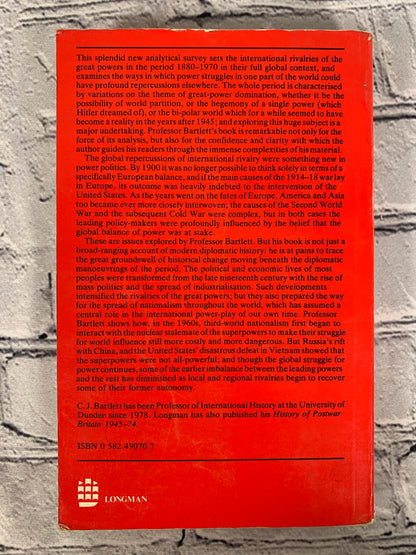 This splendid new analytical survey sets the international rivalries of the
great powers in the period 1880–1970 in their full global context, and
examines the ways in which power struggles in one part of the world could
have profound repercussions elsewhere. The whole period is characterised
by variations on the theme of great-power domination, whether it be the
possibility of world partition, or the hegemony of a single power (which
Hitler dreamed of), or the bi-polar world which for a while seemed to have
become a reality in the years after 1945; and exploring this huge subject is a
major undertaking. Professor Bartlett's book is remarkable not only for the
force of its analysis, but also for the confidence and clarity with which the
author guides his readers through the immense complexities of his material.
The global repercussions of international rivalry were something new in
power politics. By 1900 it was no longer possible to think solely in terms of a
specifically European balance, and if the main causes of the 1914–18 war lay
in Europe, its outcome was heavily indebted to the intervention of the
United States. As the years went on the fates of Europe, America and Asia
too became ever more closely interwoven; the causes of the Second World
War and the subsequent Cold War were complex, but in both cases the
leading policy-makers were profoundly influenced by the belief that the
global balance of power was at stake.
These are issues explored by Professor Bartlett. But his book is not just a
broad-ranging account of modern diplomatic history: he is at pains to trace
the great groundswell of historical change moving beneath the diplomatic
manoeuvrings of the period. The political and economic lives of most
peoples were transformed from the late nineteenth century with the rise of
mass politics and the spread of industrialisation. Such developments
intensified the rivalries of the great powers; but they also prepared the way
for the spread of nationalism throughout the world, which has assumed a
central role in the international power-play of our own time. Professor
Bartlett shows how, in the 1960s, third-world nationalism first began to
interact with the nuclear stalemate of the superpowers to make their struggle
for world influence still more costly and more dangerous. But Russia's rift
with China, and the United States' disastrous defeat in Vietnam showed that
the superpowers were not all-powerful; and though the global struggle for
power continues, some of the earlier imbalance between the leading powers
and the rest has diminished as local and regional rivalries begin to recover
some of their former autonomy.
C. J. Bartlett has been Professor of International History at the University of
Dundee since 1978. Longman has also published his History of Postwar
Britain 1945–74.
ISBN 0 582 49070 7
LONGMAN